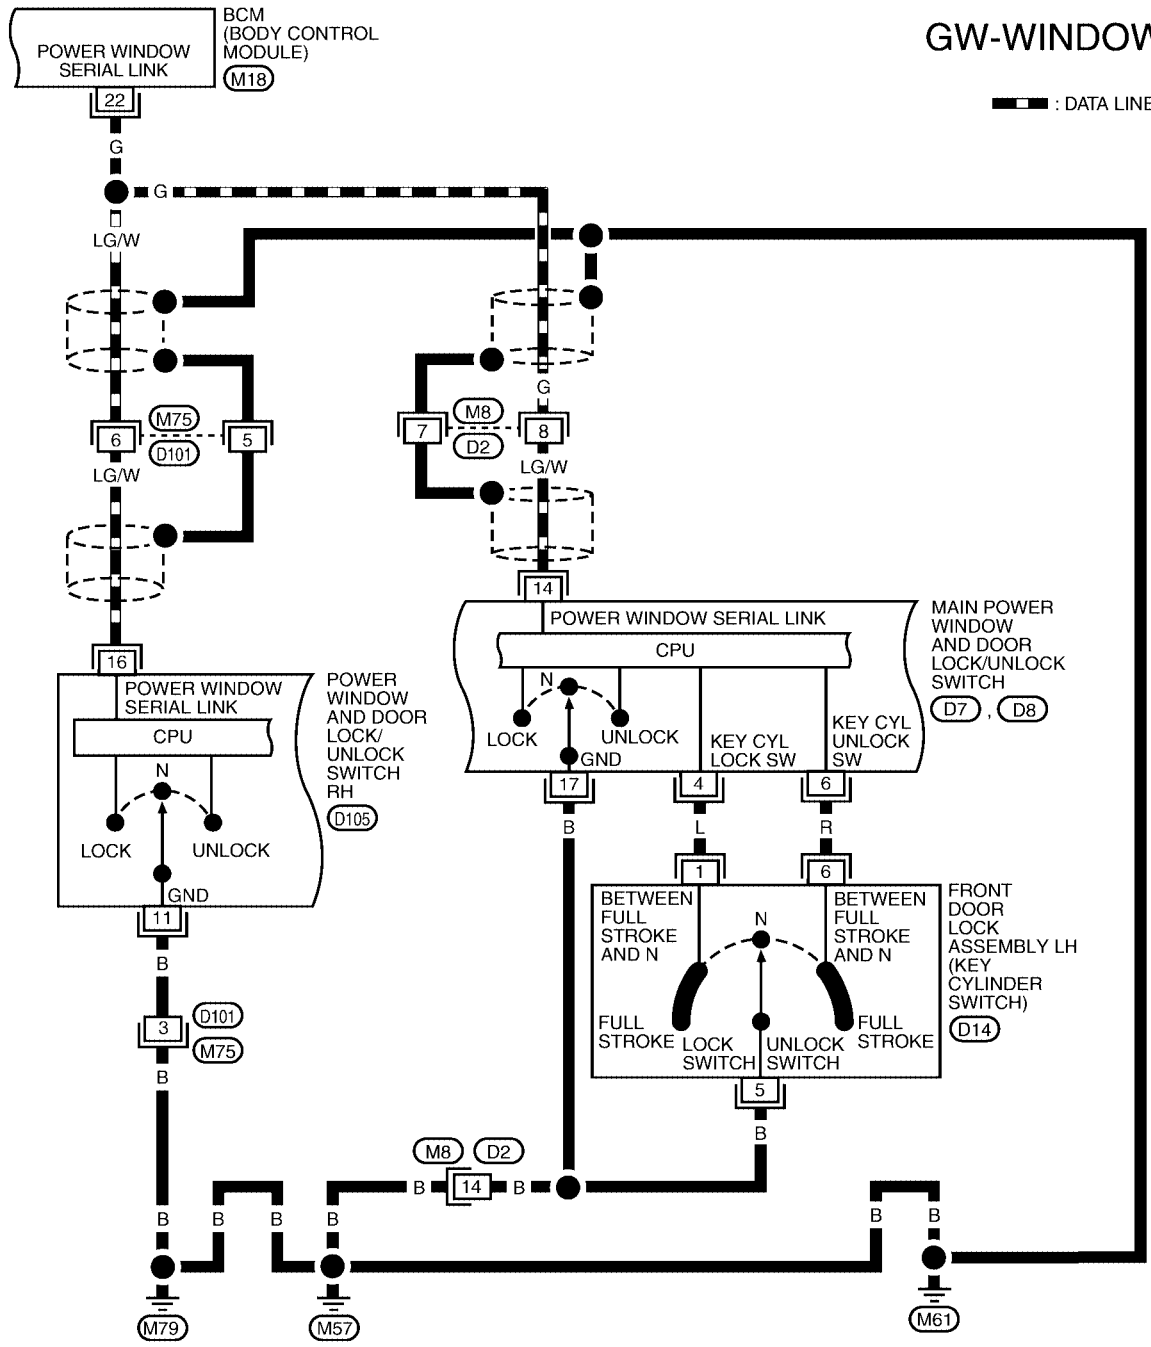 BCM
(BODY CONTROL
MODULE)
M18
GW-WINDOW
: DATA LINE
POWER WINDOW
SERIAL LINK
22
G
G
LG/W
G
M75
D101
6
5
M8
D2
7
8
LG/W
LG/W
14
16
POWER WINDOW SERIAL LINK
CPU
N
LOCK
UNLOCK
GND
KEY CYL
LOCK SW
KEY CYL
UNLOCK
SW
MAIN POWER
WINDOW
AND DOOR
LOCK/UNLOCK
SWITCH
D7 , D8
POWER WINDOW
SERIAL LINK
CPU
N
LOCK
UNLOCK
GND
POWER
WINDOW
AND DOOR
LOCK/
UNLOCK
SWITCH
RH
D105
17
4
6
B
L
R
1
6
BETWEEN
FULL
STROKE
AND N
N
BETWEEN
FULL
STROKE
AND N
FULL
STROKE
LOCK
SWITCH
UNLOCK
SWITCH
FULL
STROKE
FRONT
DOOR
LOCK
ASSEMBLY LH
(KEY
CYLINDER
SWITCH)
D14
11
B
3
D101
M75
B
5
B
M8
D2
B
14
B
B
B
B
B
B
B
M79
M57
M61